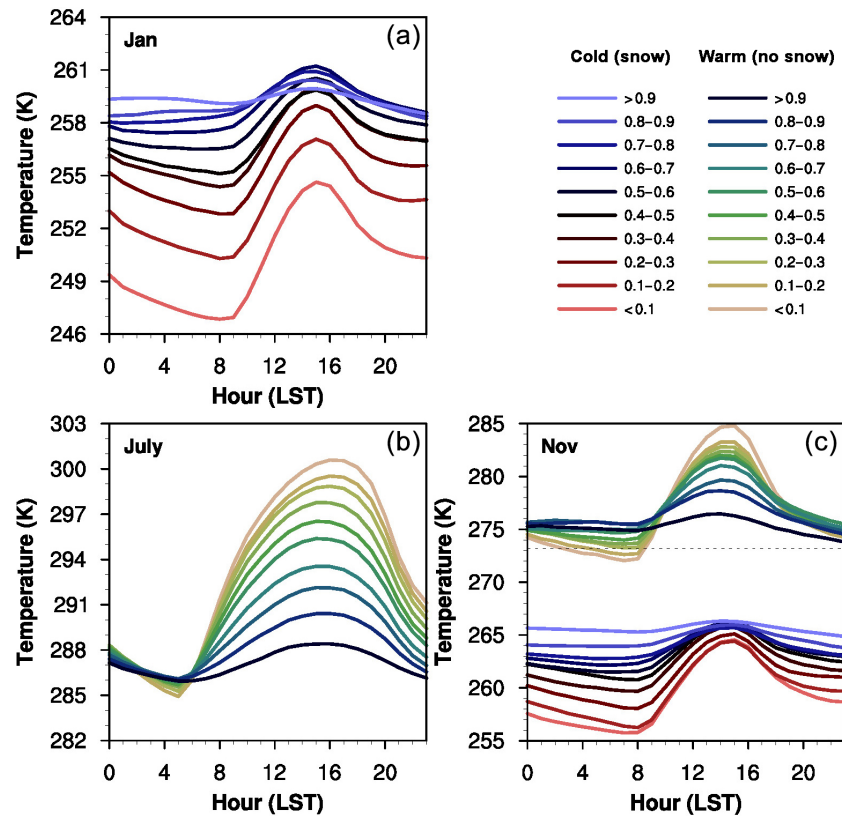 264
261
258
255
252
249
246
Temperature (K)
Jan
(a)
0 4 8 12 16 20
Hour (LST)
Cold (snow) Warm (no snow)
>0.9 >0.9
0.8–0.9 0.8–0.9
0.7–0.8 0.7–0.8
0.6–0.7 0.6–0.7
0.5–0.6 0.5–0.6
0.4–0.5 0.4–0.5
0.3–0.4 0.3–0.4
0.2–0.3 0.2–0.3
0.1–0.2 0.1–0.2
<0.1 <0.1
303
300
297
294
291
288
285
282
Temperature (K)
July
(b)
0 4 8 12 16 20
Hour (LST)
285
280
275
270
265
260
255
Temperature (K)
Nov
(c)
0 4 8 12 16 20
Hour (LST)